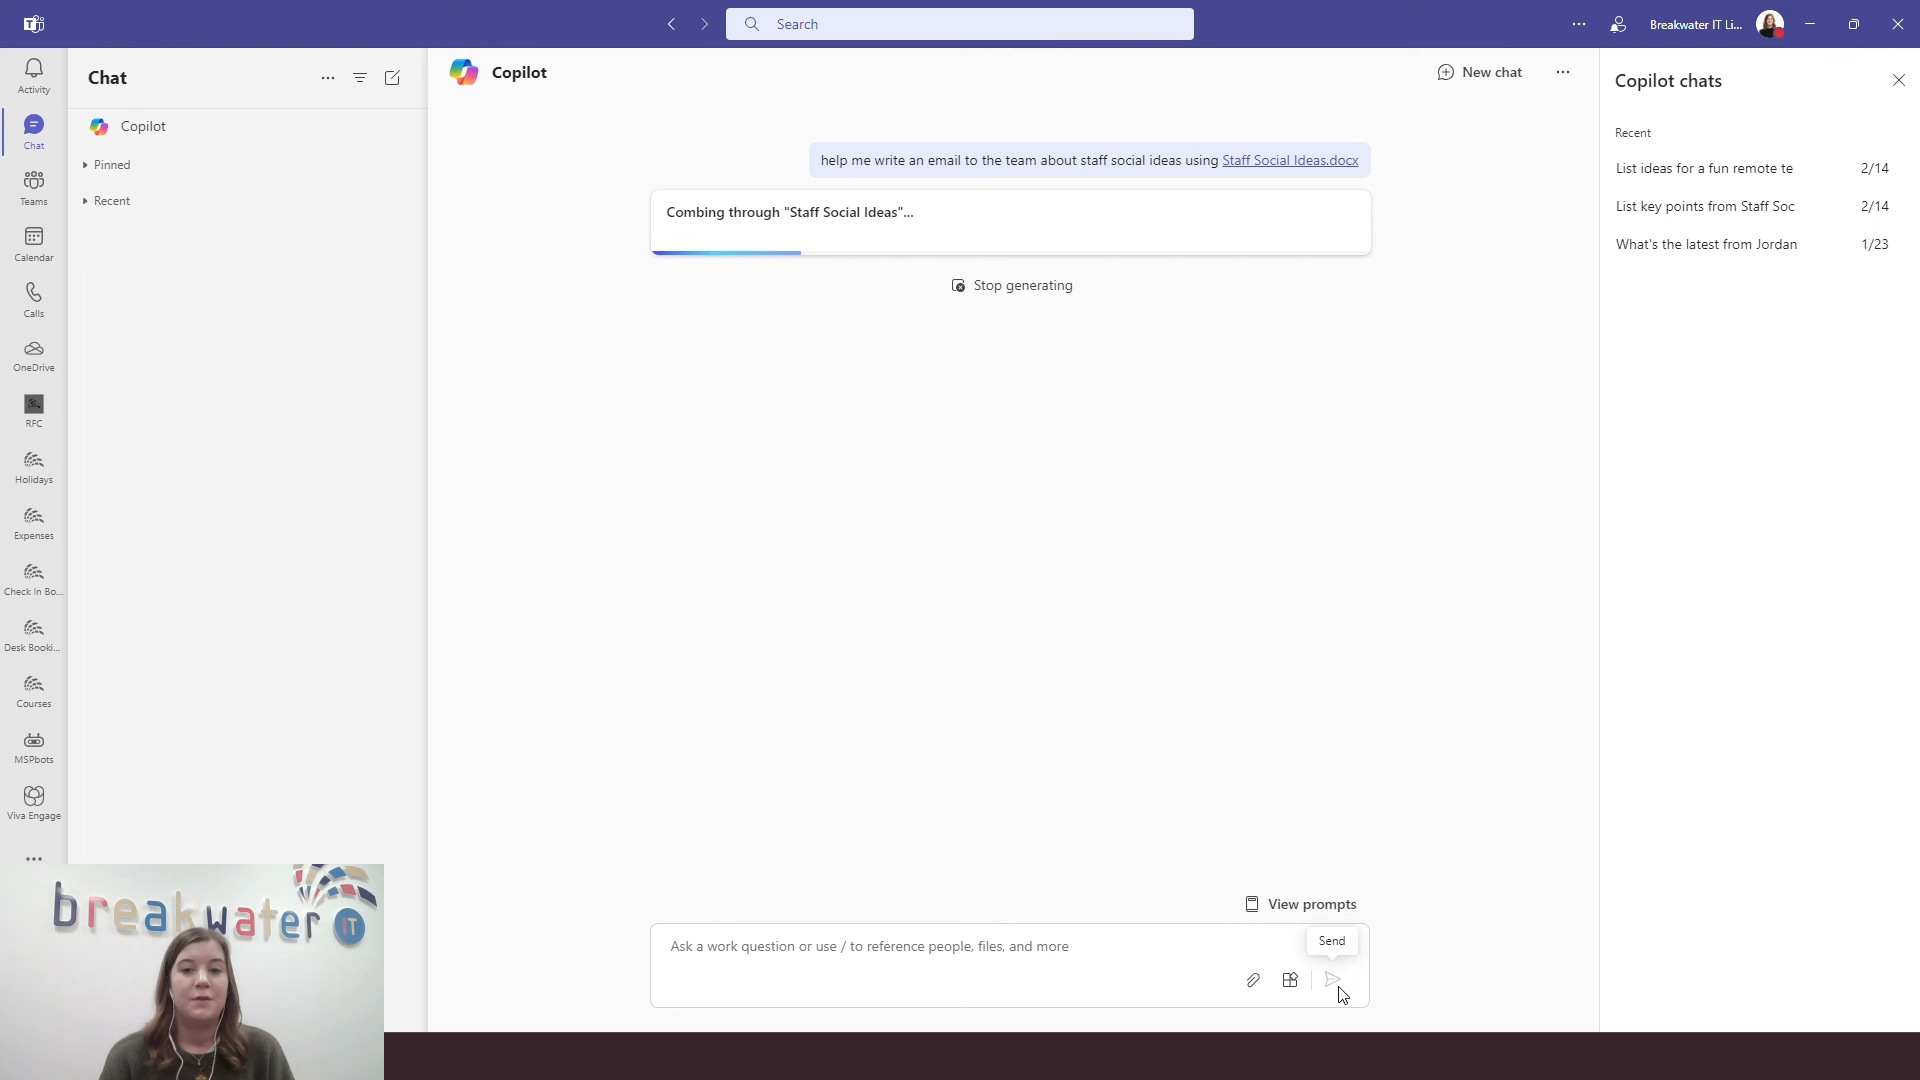 Search
Breakwater IT Li...
Activity
Chat
Teams
Calendar
Calls
OneDrive
RFC
Holidays
Expenses
Check In Bo...
Desk Booki...
Courses
MSPbots
Viva Engage
Chat
Copilot
Pinned
Recent
Copilot
New chat
help me write an email to the team about staff social ideas using Staff Social Ideas.docx
Combing through "Staff Social Ideas"...
Stop generating
View prompts
Ask a work question or use / to reference people, files, and more
Send
Copilot chats
Recent
List ideas for a fun remote te 2/14
List key points from Staff Soc 2/14
What's the latest from Jordan 1/23
breakwater IT